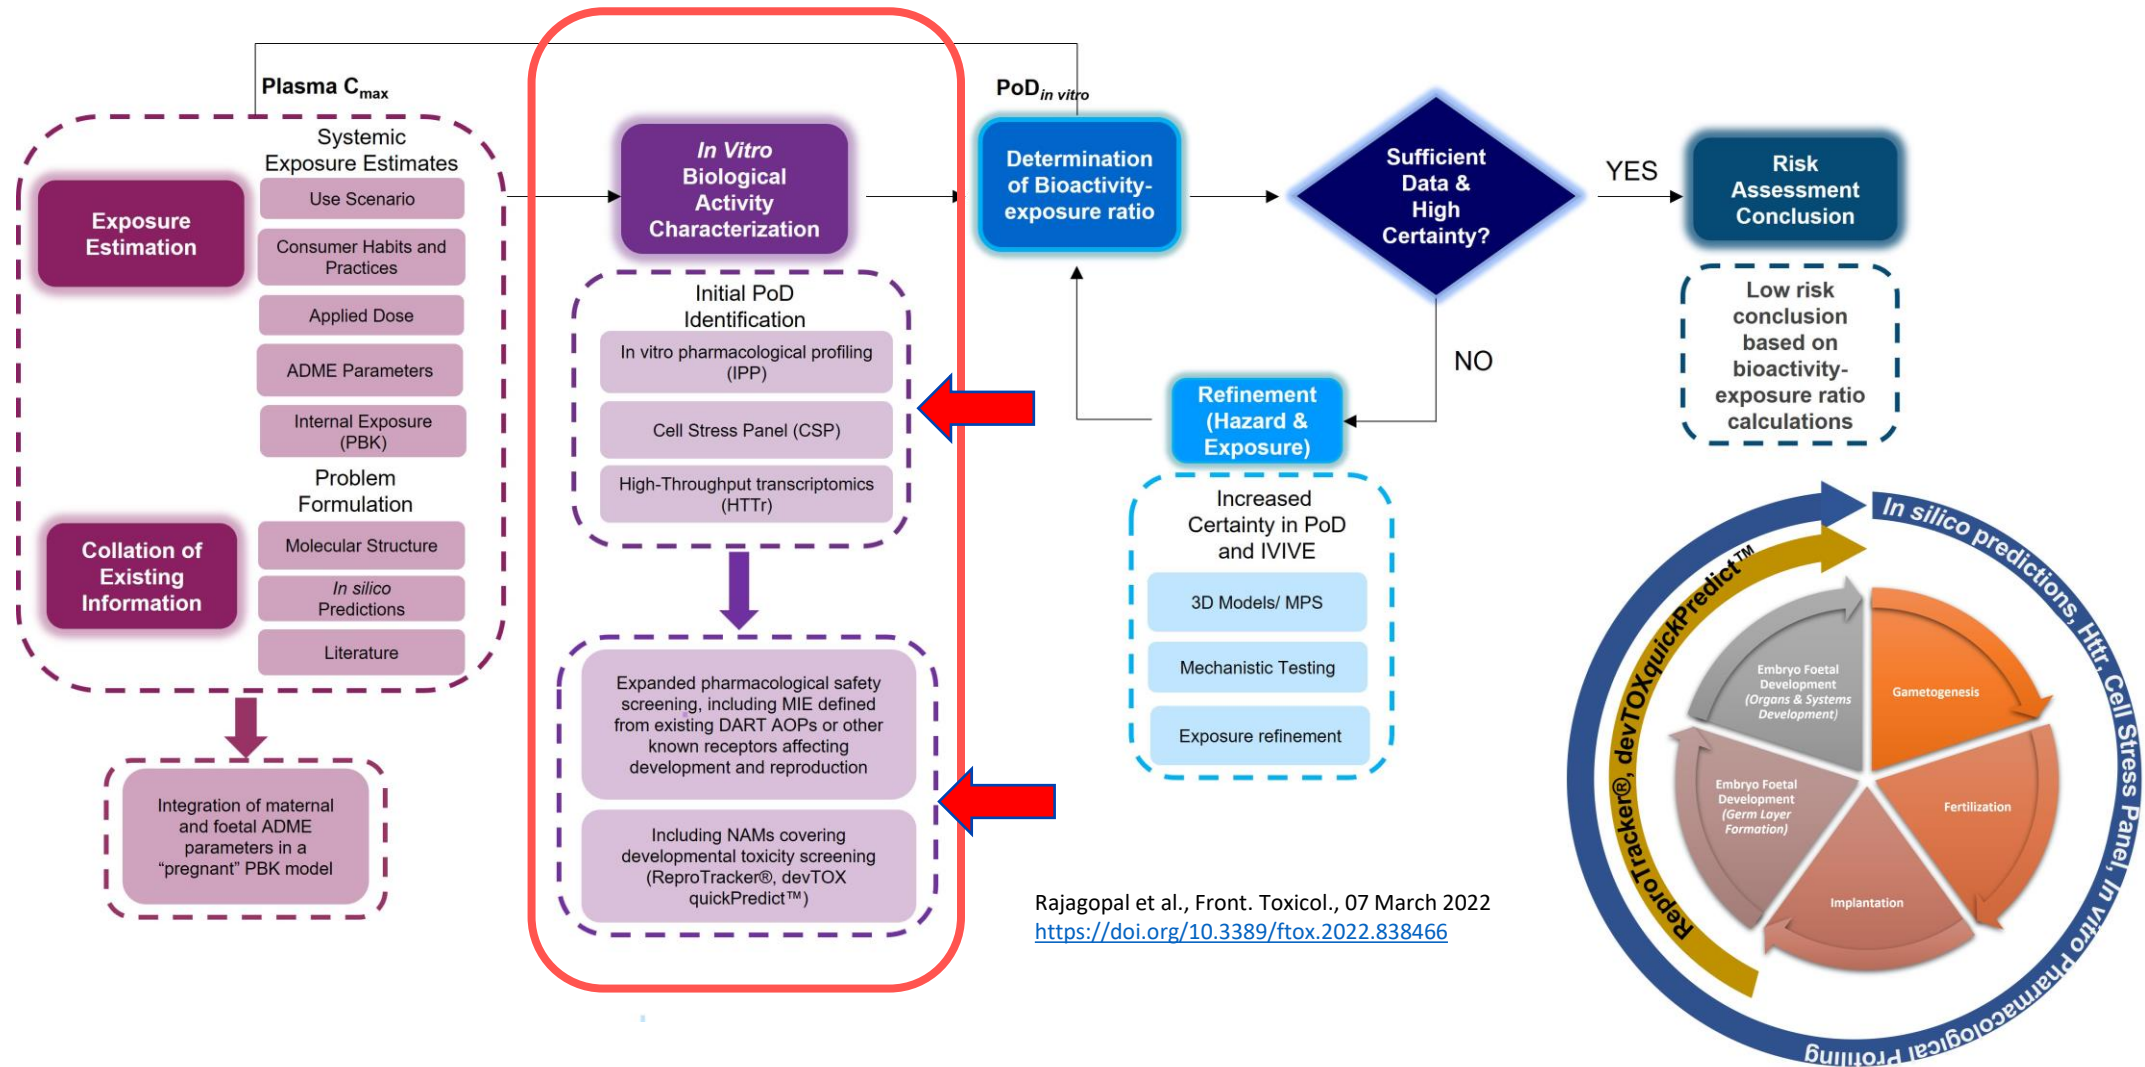 Plasma Cmax
Systemic
Exposure Estimates
Exposure
Estimation
Use Scenario
Consumer Habits and
Practices
Applied Dose
ADME Parameters
Internal Exposure
(PBK)
Problem
Formulation
Collation of
Existing
Information
Molecular Structure
In silico
Predictions
Literature
Integration of maternal
and foetal ADME
parameters in a
“pregnant” PBK model
In Vitro
Biological
Activity
Characterization
Initial PoD
Identification
In vitro pharmacological profiling
(IPP)
Cell Stress Panel (CSP)
High-Throughput transcriptomics
(HTTr)
Expanded pharmacological safety
screening, including MIE defined
from existing DART AOPs or other
known receptors affecting
development and reproduction
Including NAMs covering
developmental toxicity screening
(ReproTracker®, devTOX
quickPredict™)
PoDin vitro
Determination
of Bioactivity-
exposure ratio
Sufficient
Data &
High
Certainty?
YES
NO
Risk
Assessment
Conclusion
Low risk
conclusion
based on
bioactivity-
exposure ratio
calculations
Refinement
(Hazard &
Exposure)
Increased
Certainty in PoD
and IVIVE
3D Models/ MPS
Mechanistic Testing
Exposure refinement
Rajagopal et al., Front. Toxicol., 07 March 2022
https://doi.org/10.3389/ftox.2022.838466
In silico predictions, Httr, Cell Stress Panel, In vitro Pharmacological Profiling
ReproTracker®, devTOXquickPredict™
Gametogenesis
Fertilization
Implantation
Embryo Foetal
Development
(Germ Layer
Formation)
Embryo Foetal
Development
(Organs & Systems
Development)